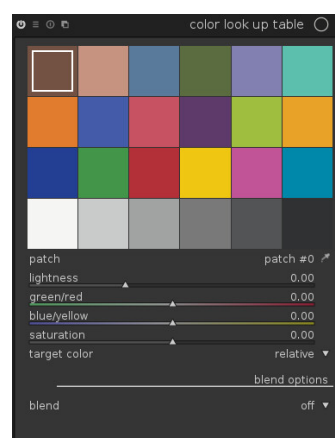 color look up table
patch patch #0
lightness 0.00
green/red 0.00
blue/yellow 0.00
saturation 0.00
target color relative
blend options
blend off